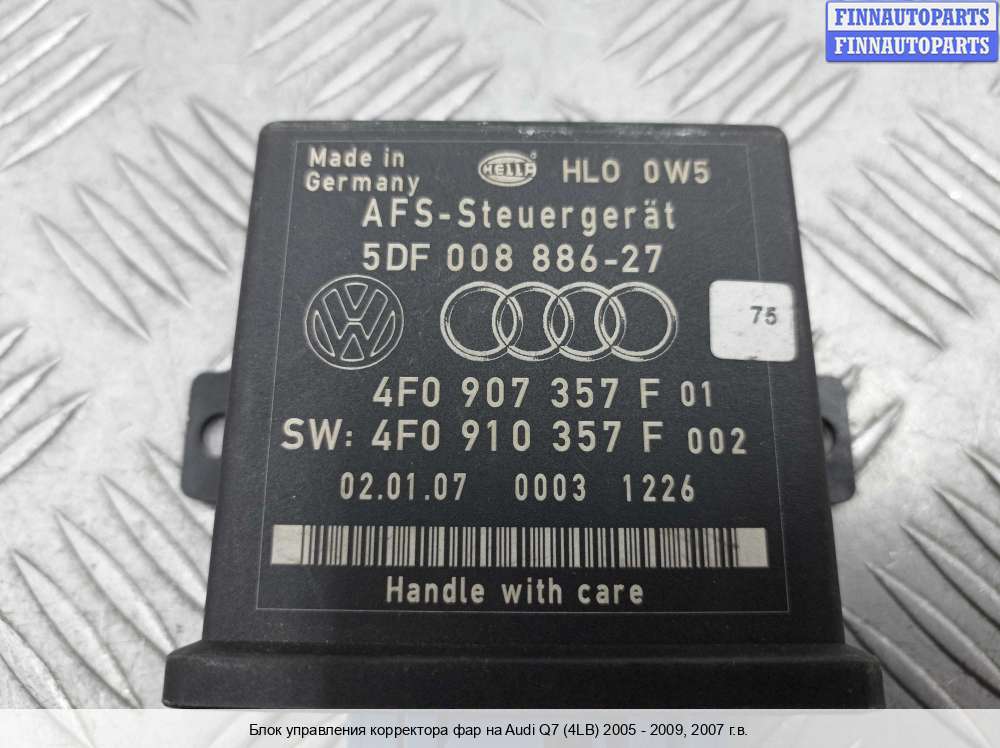 FINNAUTOPARTS
FINNAUTOPARTS
Made in
Germany
HELLA
HLO 0W5
AFS-Steuergerät
5DF 008 886-27
75
4F0 907 357 F 01
SW: 4F0 910 357 F 002
02.01.07 0003 1226
Handle with care
Блок управления корректора фар на Audi Q7 (4LB) 2005 - 2009, 2007 г.в.